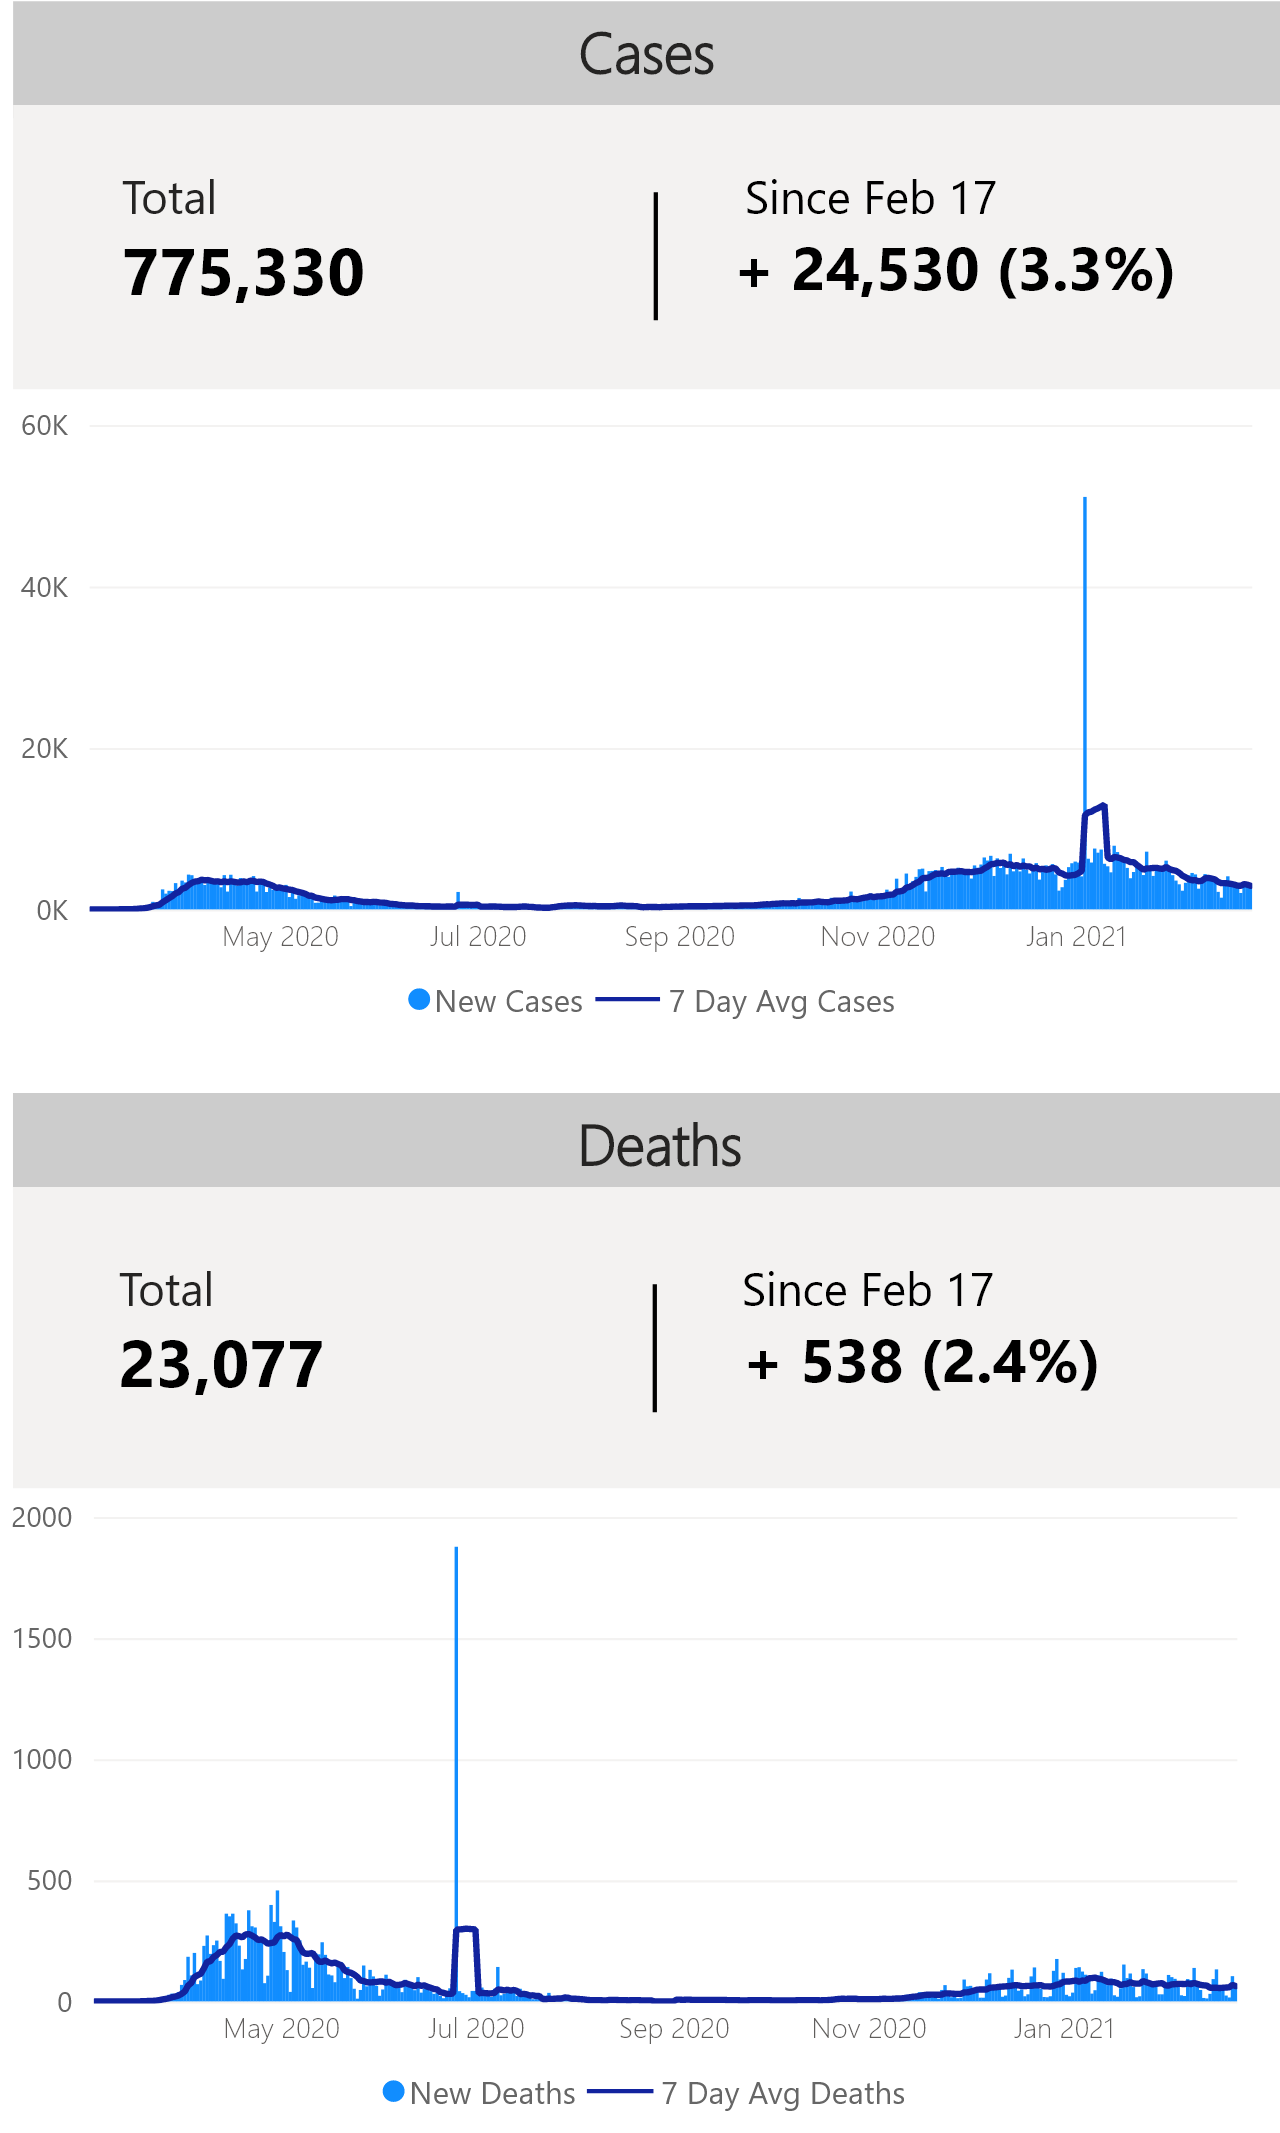 Cases
Total
Since Feb 17
775,330
+ 24,530 (3.3%)
60K
40K
20K
0K
May 2020
Jul 2020
Sep 2020
Nov 2020
Jan 2021
New Cases
7 Day Avg Cases
Deaths
Total
Since Feb 17
23,077
+ 538 (2.4%)
2000
1500
1000
500
0
May 2020
Jul 2020
Sep 2020
Nov 2020
Jan 2021
New Deaths
7 Day Avg Deaths